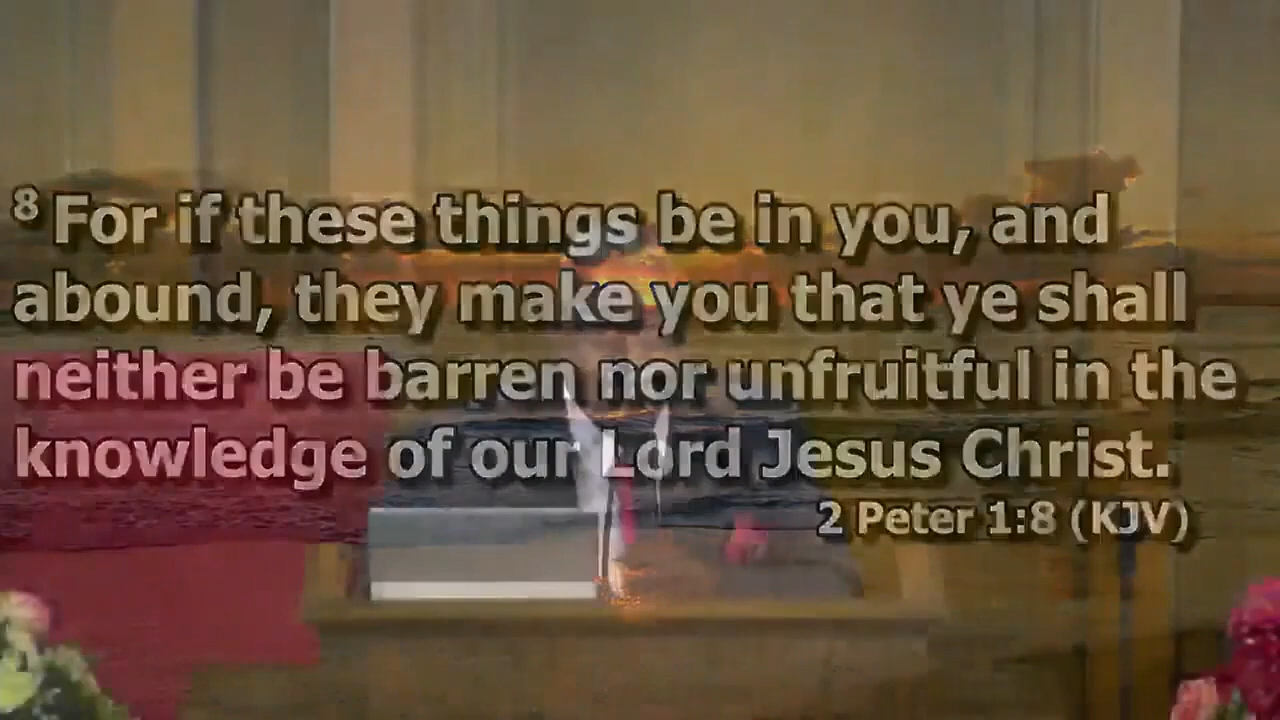 8 For if these things be in you, and
abound, they make you that ye shall
neither be barren nor unfruitful in the
knowledge of our Lord Jesus Christ.
2 Peter 1:8 (KJV)